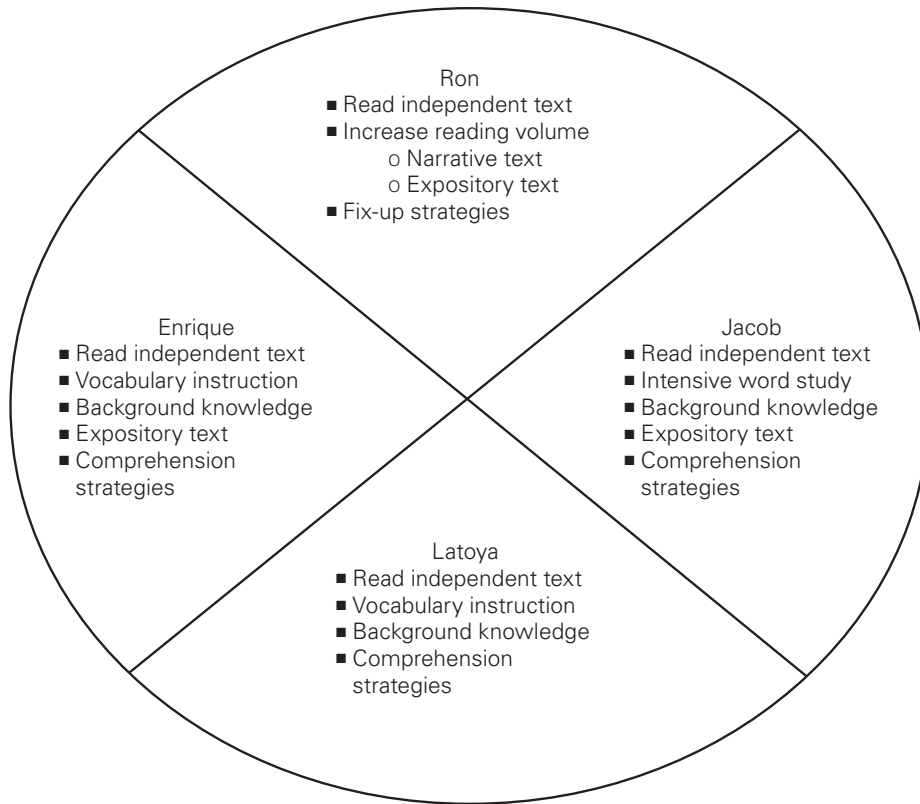 Ron
■ Read independent text
■ Increase reading volume
o Narrative text
o Expository text
■ Fix-up strategies
Enrique
■ Read independent text
■ Vocabulary instruction
■ Background knowledge
■ Expository text
■ Comprehension
strategies
Jacob
■ Read independent text
■ Intensive word study
■ Background knowledge
■ Expository text
■ Comprehension
strategies
Latoya
■ Read independent text
■ Vocabulary instruction
■ Background knowledge
■ Comprehension
strategies